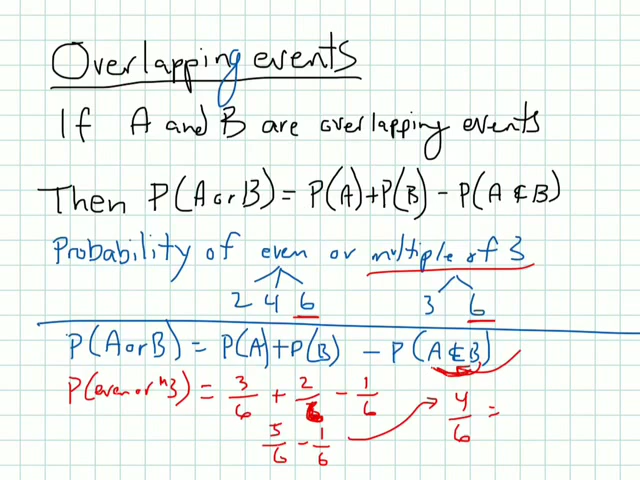 Overlapping events
If A and B are overlapping events
Then P(A or B) = P(A) + P(B) - P(A & B)
Probability of even or multiple of 3
2 4 6 3 6
P(A or B) = P(A) + P(B) - P(A & B)
P(even or 3) = 3/6 + 2/6 - 1/6
5/6 - 1/6 → 4/6 =